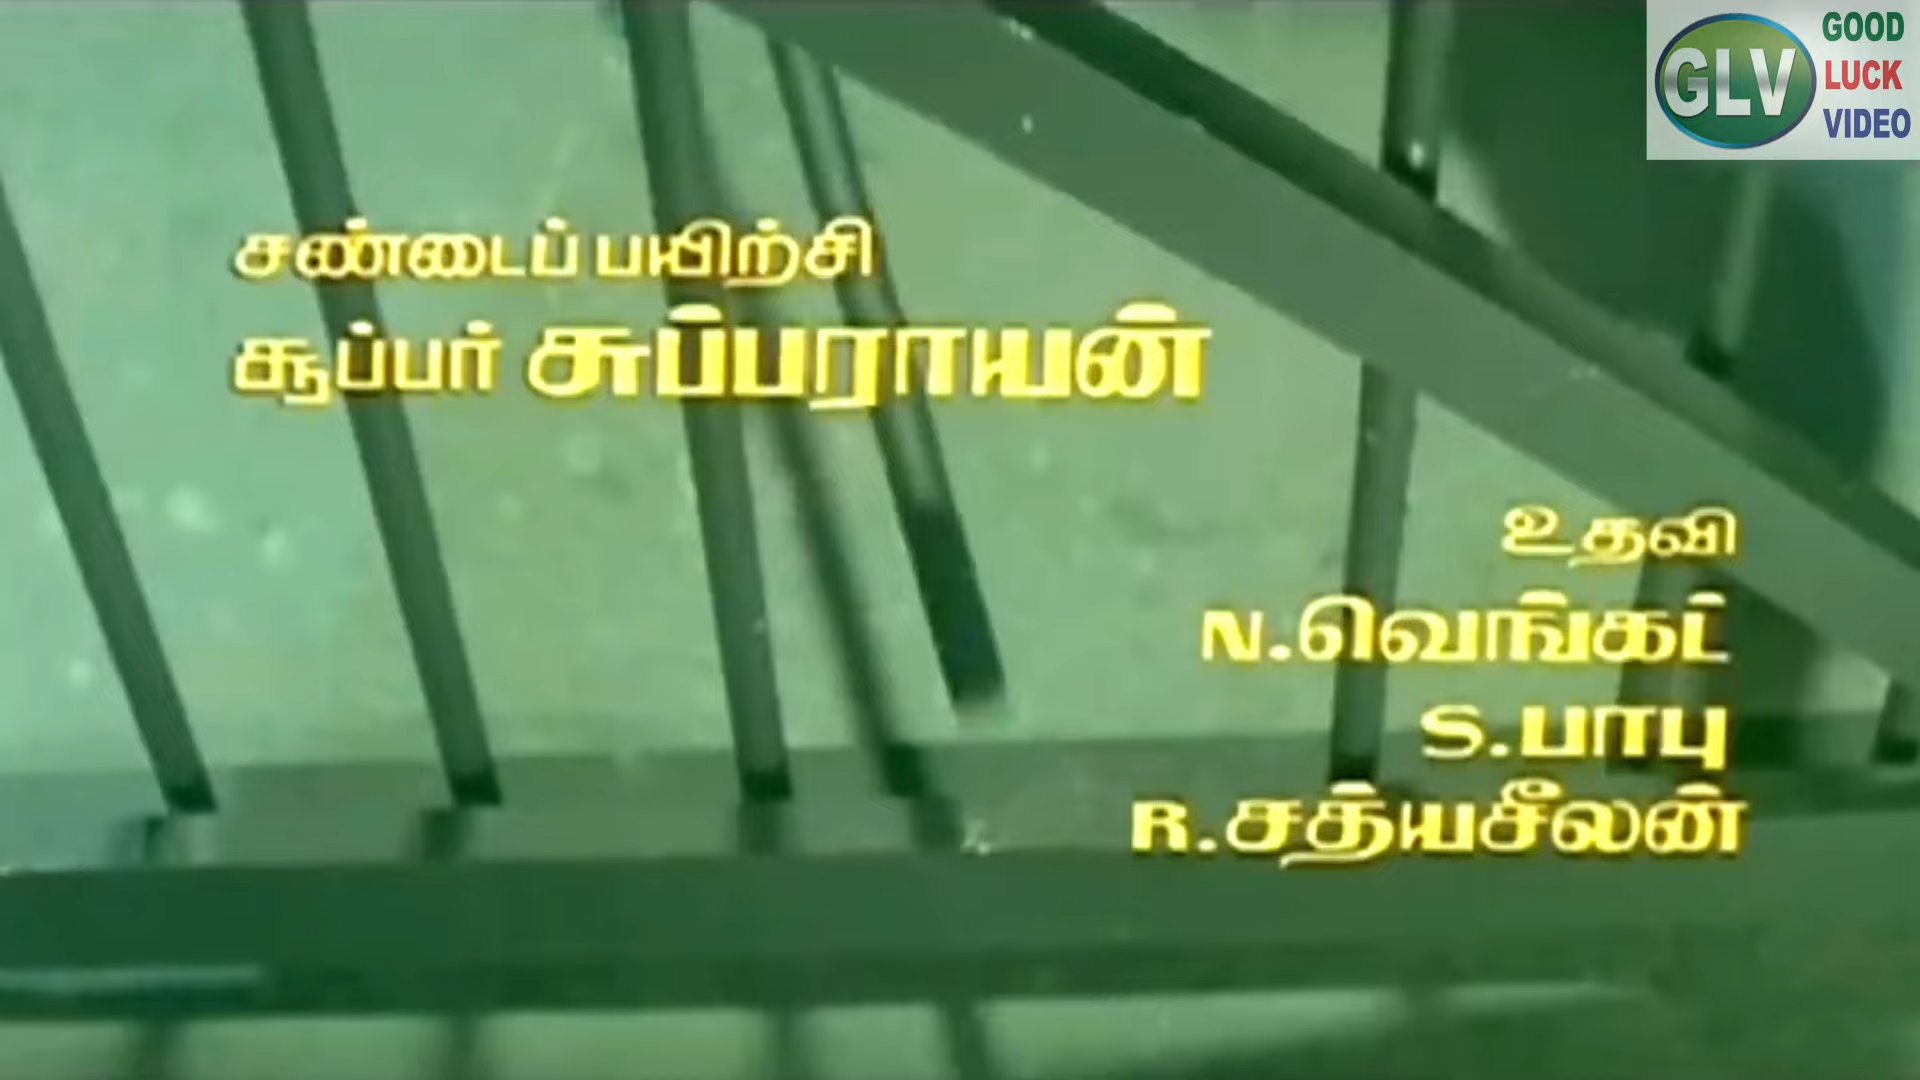 GLV
GOOD
LUCK
VIDEO
சண்டைப் பயிற்சி
சூப்பர் சுப்பராயன்
உதவி
N.வெங்கட்
S.பாபு
R.சத்யசீலன்